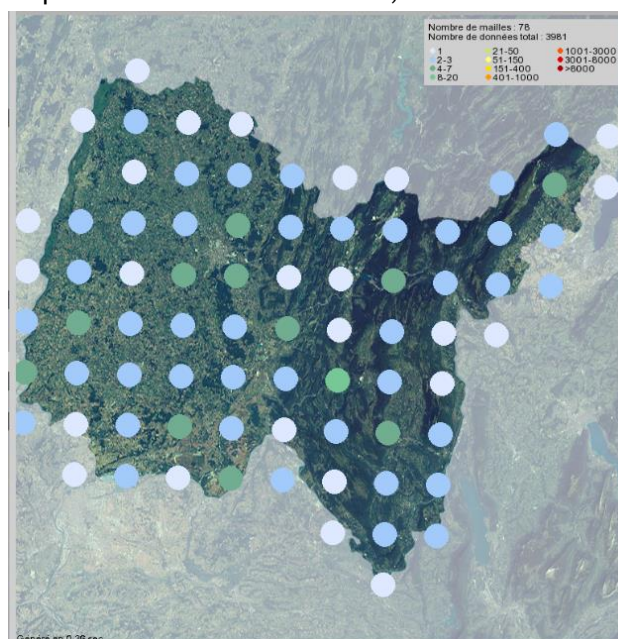 Nombre de mailles : 78
Nombre de données total : 3981
1 21-50 1001-3000
2-3 51-150 3001-8000
4-7 151-400 >8000
8-20 401-1000